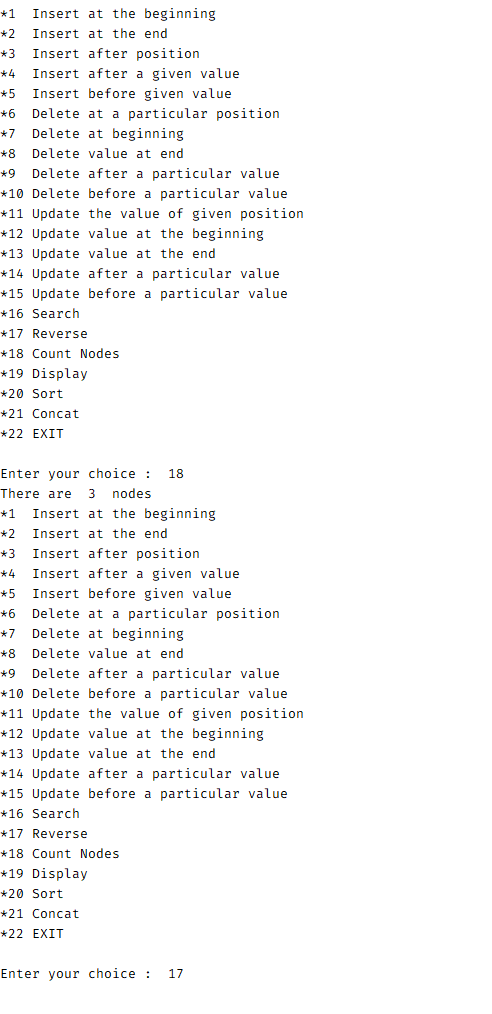 *1  Insert at the beginning
*2  Insert at the end
*3  Insert after position
*4  Insert after a given value
*5  Insert before given value
*6  Delete at a particular position
*7  Delete at beginning
*8  Delete value at end
*9  Delete after a particular value
*10 Delete before a particular value
*11 Update the value of given position
*12 Update value at the beginning
*13 Update value at the end
*14 Update after a particular value
*15 Update before a particular value
*16 Search
*17 Reverse
*18 Count Nodes
*19 Display
*20 Sort
*21 Concat
*22 EXIT
Enter your choice :  18
There are  3  nodes
*1  Insert at the beginning
*2  Insert at the end
*3  Insert after position
*4  Insert after a given value
*5  Insert before given value
*6  Delete at a particular position
*7  Delete at beginning
*8  Delete value at end
*9  Delete after a particular value
*10 Delete before a particular value
*11 Update the value of given position
*12 Update value at the beginning
*13 Update value at the end
*14 Update after a particular value
*15 Update before a particular value
*16 Search
*17 Reverse
*18 Count Nodes
*19 Display
*20 Sort
*21 Concat
*22 EXIT
Enter your choice :  17